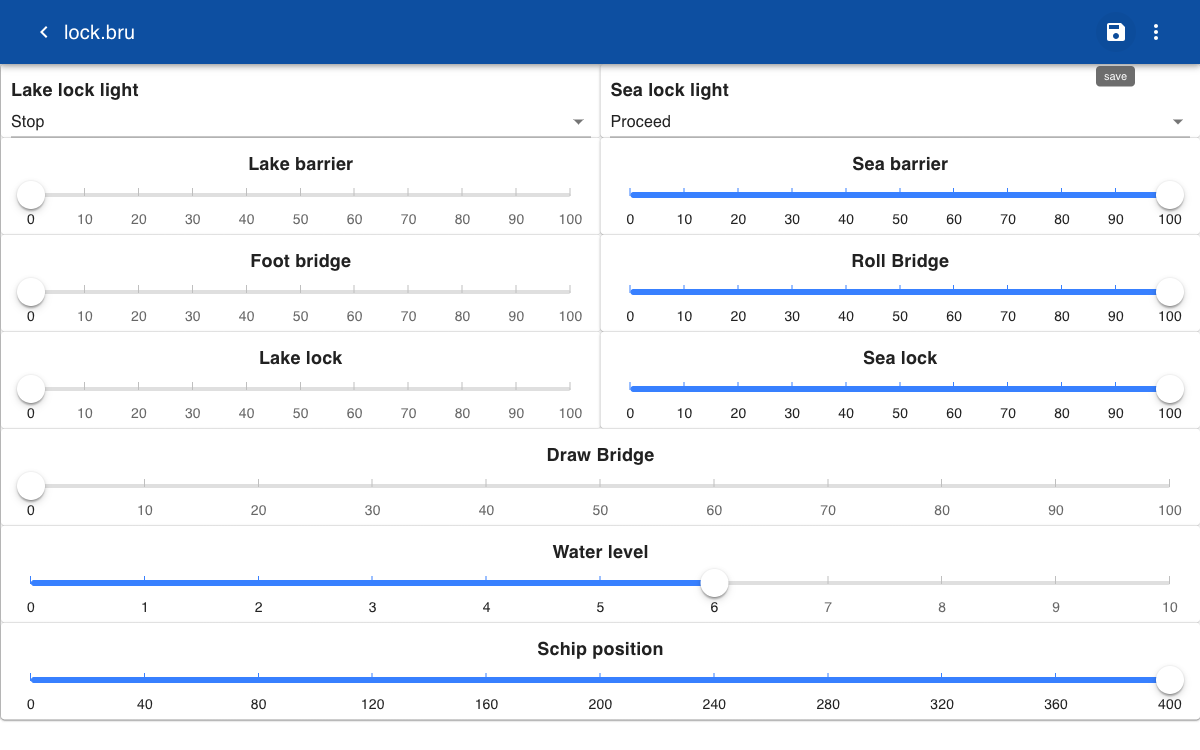 lock.bru
save
Lake lock light
Stop
Sea lock light
Proceed
Lake barrier
0 10 20 30 40 50 60 70 80 90 100
Sea barrier
0 10 20 30 40 50 60 70 80 90 100
Foot bridge
0 10 20 30 40 50 60 70 80 90 100
Roll Bridge
0 10 20 30 40 50 60 70 80 90 100
Lake lock
0 10 20 30 40 50 60 70 80 90 100
Sea lock
0 10 20 30 40 50 60 70 80 90 100
Draw Bridge
0 10 20 30 40 50 60 70 80 90 100
Water level
0 1 2 3 4 5 6 7 8 9 10
Schip position
0 40 80 120 160 200 240 280 320 360 400